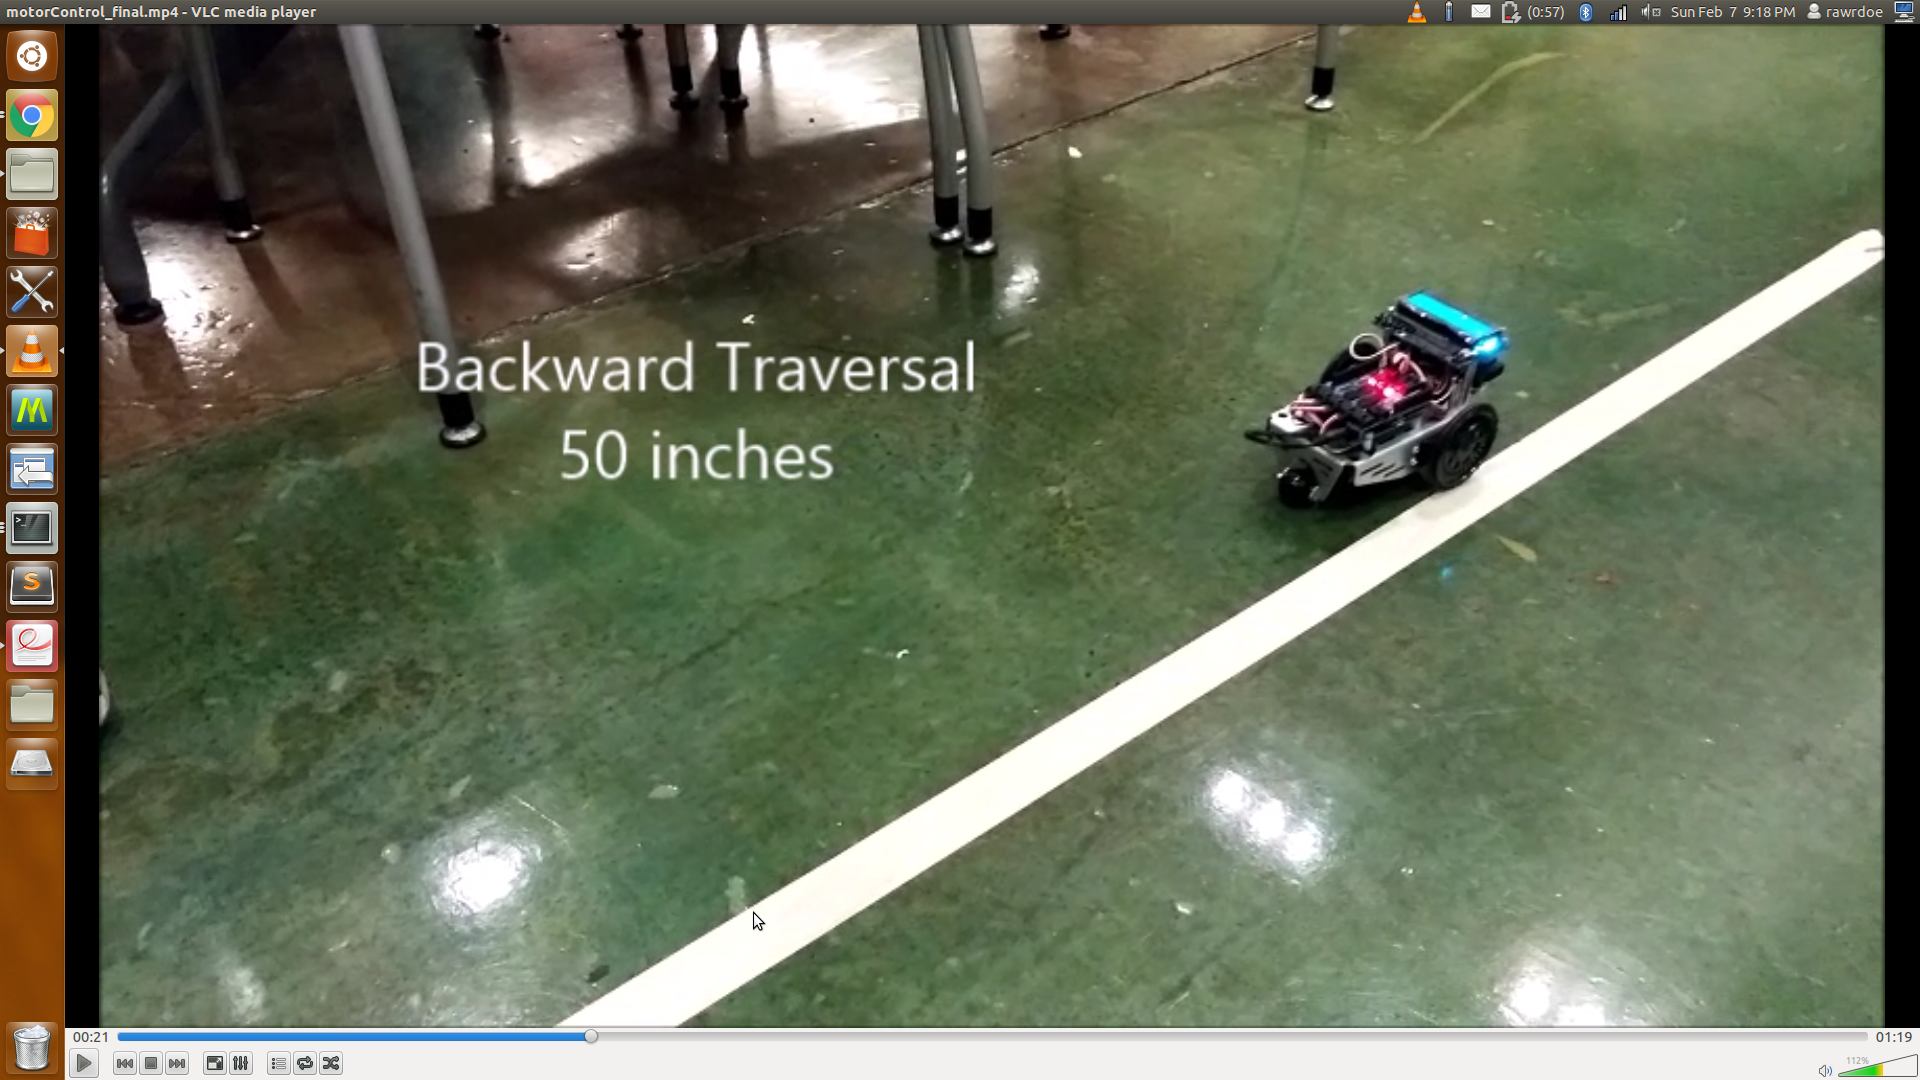 motorControl_final.mp4 - VLC media player
(0:57)
Sun Feb 7 9:18 PM
rawrdoe
Backward Traversal
50 inches
00:21
01:19
112%